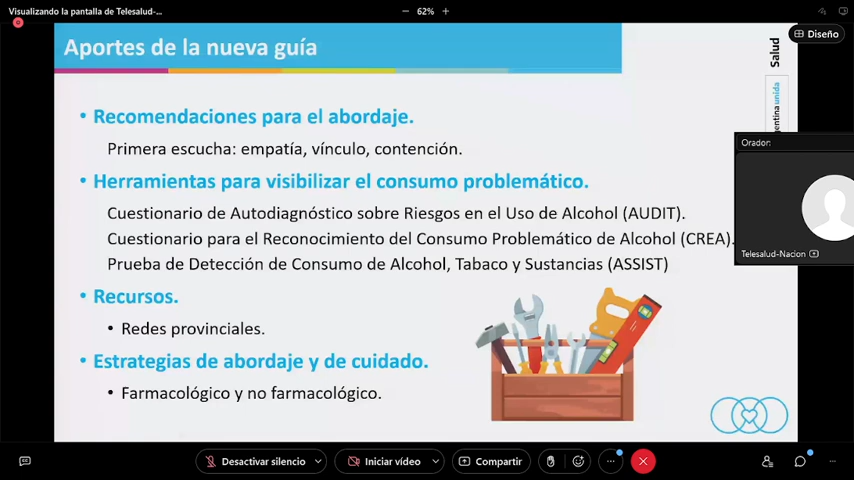 Visualizando la pantalla de Telesalud-...
− 62% +
Aportes de la nueva guía
Salud
Diseño
gentina unida
• Recomendaciones para el abordaje.
Primera escucha: empatía, vínculo, contención.
Orador:
• Herramientas para visibilizar el consumo problemático.
Cuestionario de Autodiagnóstico sobre Riesgos en el Uso de Alcohol (AUDIT).
Cuestionario para el Reconocimiento del Consumo Problemático de Alcohol (CREA).
Telesalud-Nacion
Prueba de Detección de Consumo de Alcohol, Tabaco y Sustancias (ASSIST)
• Recursos.
• Redes provinciales.
• Estrategias de abordaje y de cuidado.
• Farmacológico y no farmacológico.
Desactivar silencio
Iniciar vídeo
Compartir